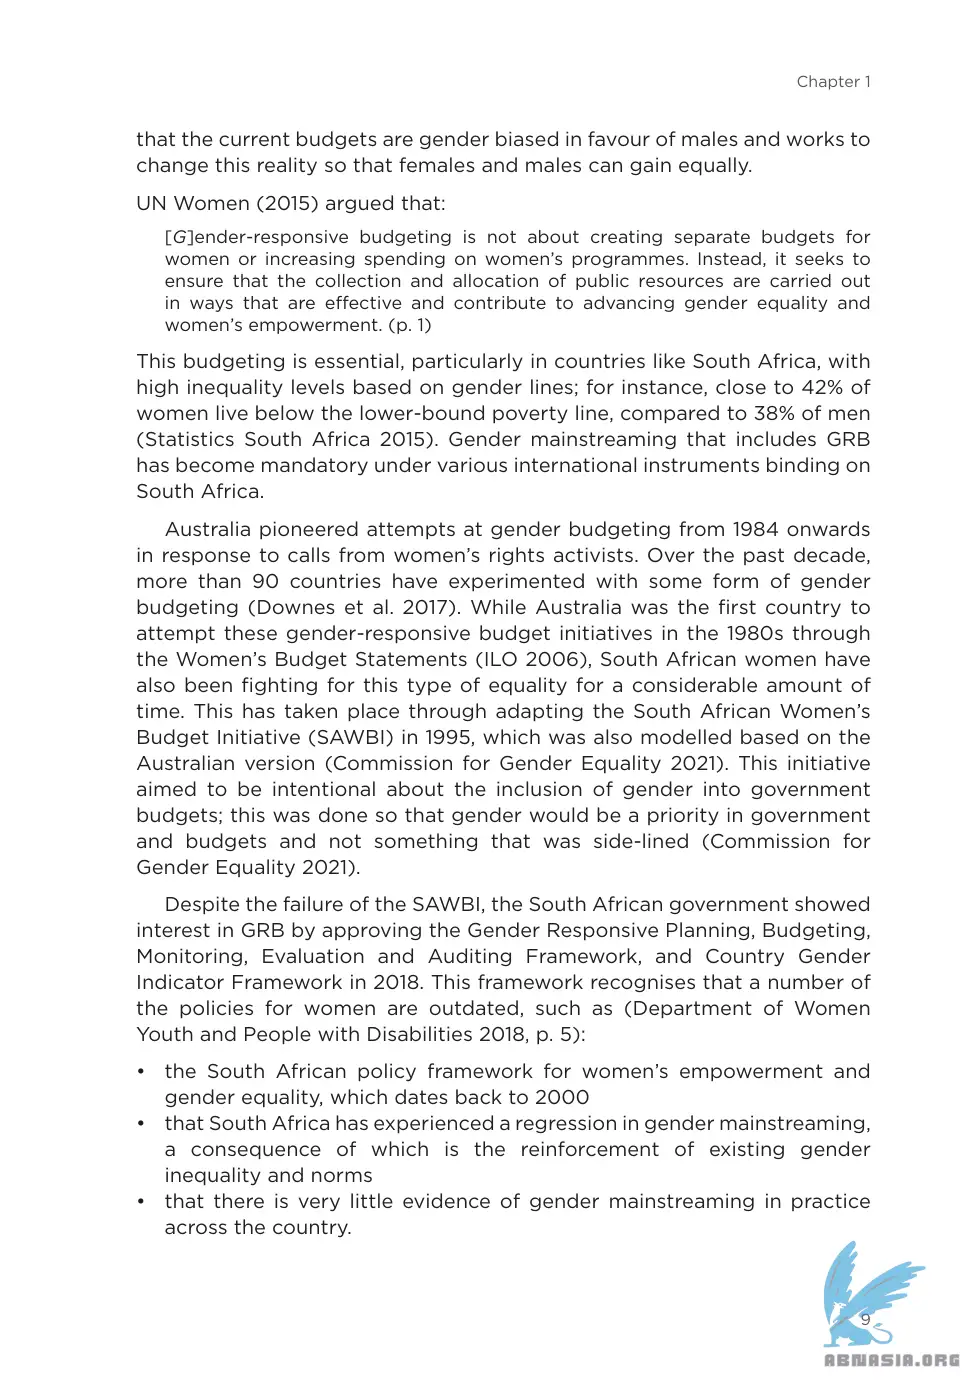 Chapter 1
that the current budgets are gender biased in favour of males and works to
change this reality so that females and males can gain equally.
UN Women (2015) argued that:
[G]ender-responsive budgeting is not about creating separate budgets for
women or increasing spending on women’s programmes. Instead, it seeks to
ensure that the collection and allocation of public resources are carried out
in ways that are effective and contribute to advancing gender equality and
women’s empowerment. (p. 1)
This budgeting is essential, particularly in countries like South Africa, with
high inequality levels based on gender lines; for instance, close to 42% of
women live below the lower-bound poverty line, compared to 38% of men
(Statistics South Africa 2015). Gender mainstreaming that includes GRB
has become mandatory under various international instruments binding on
South Africa.
Australia pioneered attempts at gender budgeting from 1984 onwards
in response to calls from women’s rights activists. Over the past decade,
more than 90 countries have experimented with some form of gender
budgeting (Downes et al. 2017). While Australia was the first country to
attempt these gender-responsive budget initiatives in the 1980s through
the Women’s Budget Statements (ILO 2006), South African women have
also been fighting for this type of equality for a considerable amount of
time. This has taken place through adapting the South African Women’s
Budget Initiative (SAWBI) in 1995, which was also modelled based on the
Australian version (Commission for Gender Equality 2021). This initiative
aimed to be intentional about the inclusion of gender into government
budgets; this was done so that gender would be a priority in government
and budgets and not something that was side-lined (Commission for
Gender Equality 2021).
Despite the failure of the SAWBI, the South African government showed
interest in GRB by approving the Gender Responsive Planning, Budgeting,
Monitoring, Evaluation and Auditing Framework, and Country Gender
Indicator Framework in 2018. This framework recognises that a number of
the policies for women are outdated, such as (Department of Women
Youth and People with Disabilities 2018, p. 5):
• the South African policy framework for women’s empowerment and
gender equality, which dates back to 2000
• that South Africa has experienced a regression in gender mainstreaming,
a consequence of which is the reinforcement of existing gender
inequality and norms
• that there is very little evidence of gender mainstreaming in practice
across the country.
9
ABNASIA.ORG